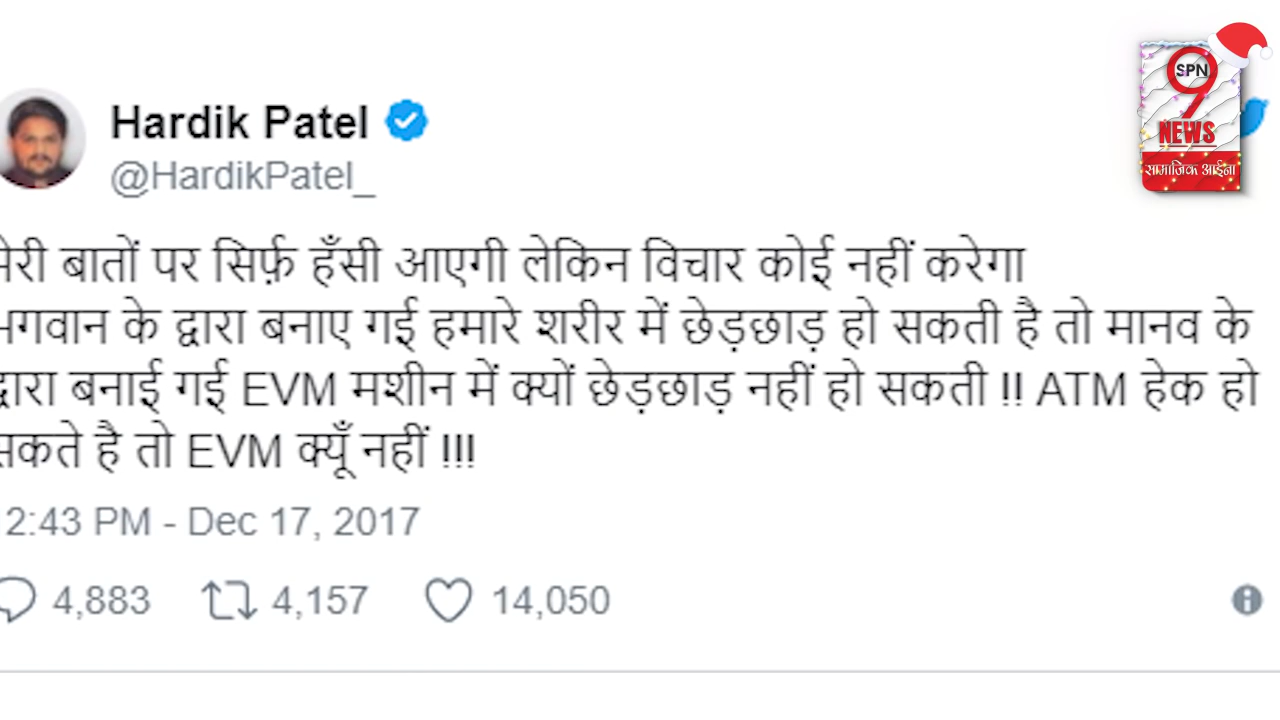 Hardik Patel
@HardikPatel_
मेरी बातों पर सिर्फ़ हँसी आएगी लेकिन विचार कोई नहीं करेगा
भगवान के द्वारा बनाए गई हमारे शरीर में छेड़छाड़ हो सकती है तो मानव के
द्वारा बनाई गई EVM मशीन में क्यों छेड़छाड़ नहीं हो सकती !! ATM हेक हो
सकते है तो EVM क्यूँ नहीं !!!
2:43 PM - Dec 17, 2017
4,883 4,157 14,050
SPN
9
NEWS
सामाजिक आईना